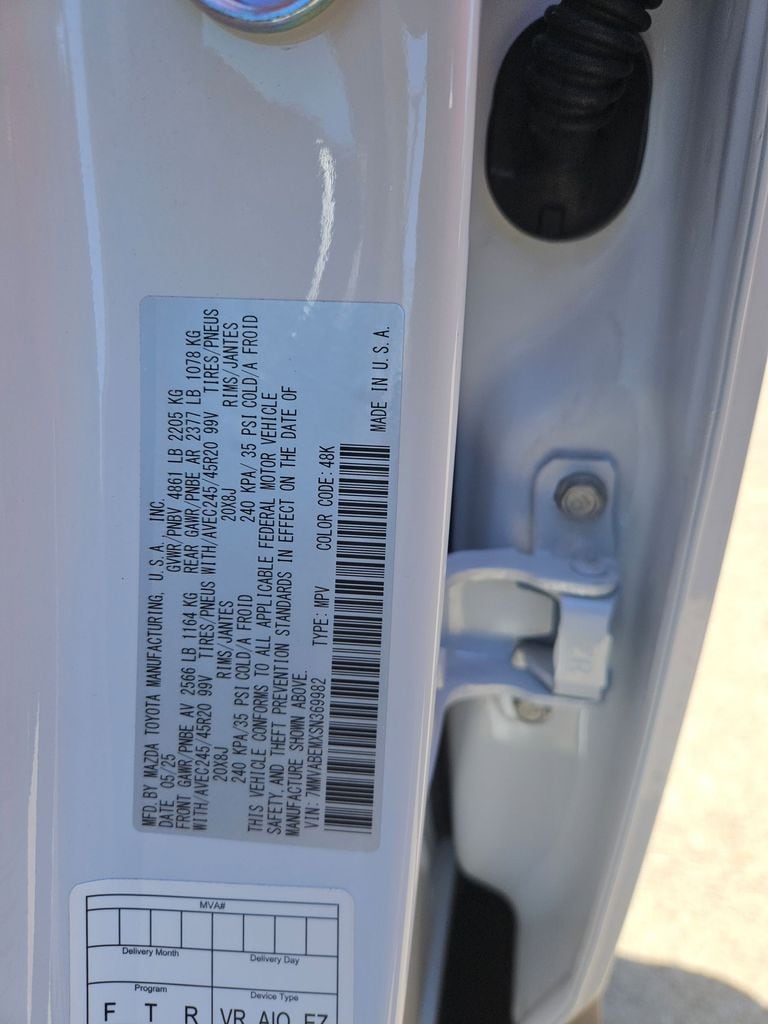 MFD. BY MAZDA TOYOTA MANUFACTURING, U.S.A. INC.
DATE 05/25 GVWR/PNBV 4861 LB 2205 KG
FRONT GAWR/PNBE AV 2566 LB 1164 KG REAR GAWR/PNBE AR 2377 LB 1078 KG
WITH/AVEC245/45R20 99V TIRES/PNEUS WITH/AVEC245/45R20 99V TIRES/PNEUS
20X8J RIMS/JANTES 20X8J RIMS/JANTES
240 KPA/ 35 PSI COLD/A FROID 240 KPA/ 35 PSI COLD/A FROID
THIS VEHICLE CONFORMS TO ALL APPLICABLE FEDERAL MOTOR VEHICLE
SAFETY, AND THEFT PREVENTION STANDARDS IN EFFECT ON THE DATE OF
MANUFACTURE SHOWN ABOVE.
VIN: 7MMVABEMXSN369982 TYPE: MPV COLOR CODE: 48K
MADE IN U.S.A.
MVA#
Delivery Month Delivery Day
Program Device Type
F T R VR AIO EZ